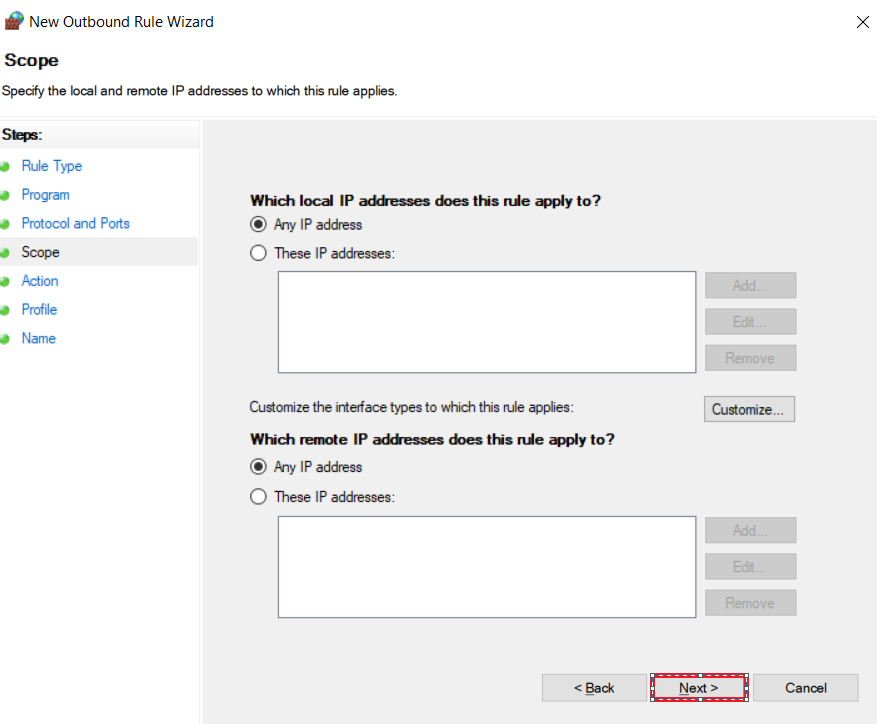 New Outbound Rule Wizard
Scope
Specify the local and remote IP addresses to which this rule applies.
Steps:
Rule Type
Program
Protocol and Ports
Scope
Action
Profile
Name
Which local IP addresses does this rule apply to?
Any IP address
These IP addresses:
Add...
Edit...
Remove
Customize the interface types to which this rule applies:
Customize...
Which remote IP addresses does this rule apply to?
Any IP address
These IP addresses:
Add...
Edit...
Remove
< Back
Next >
Cancel